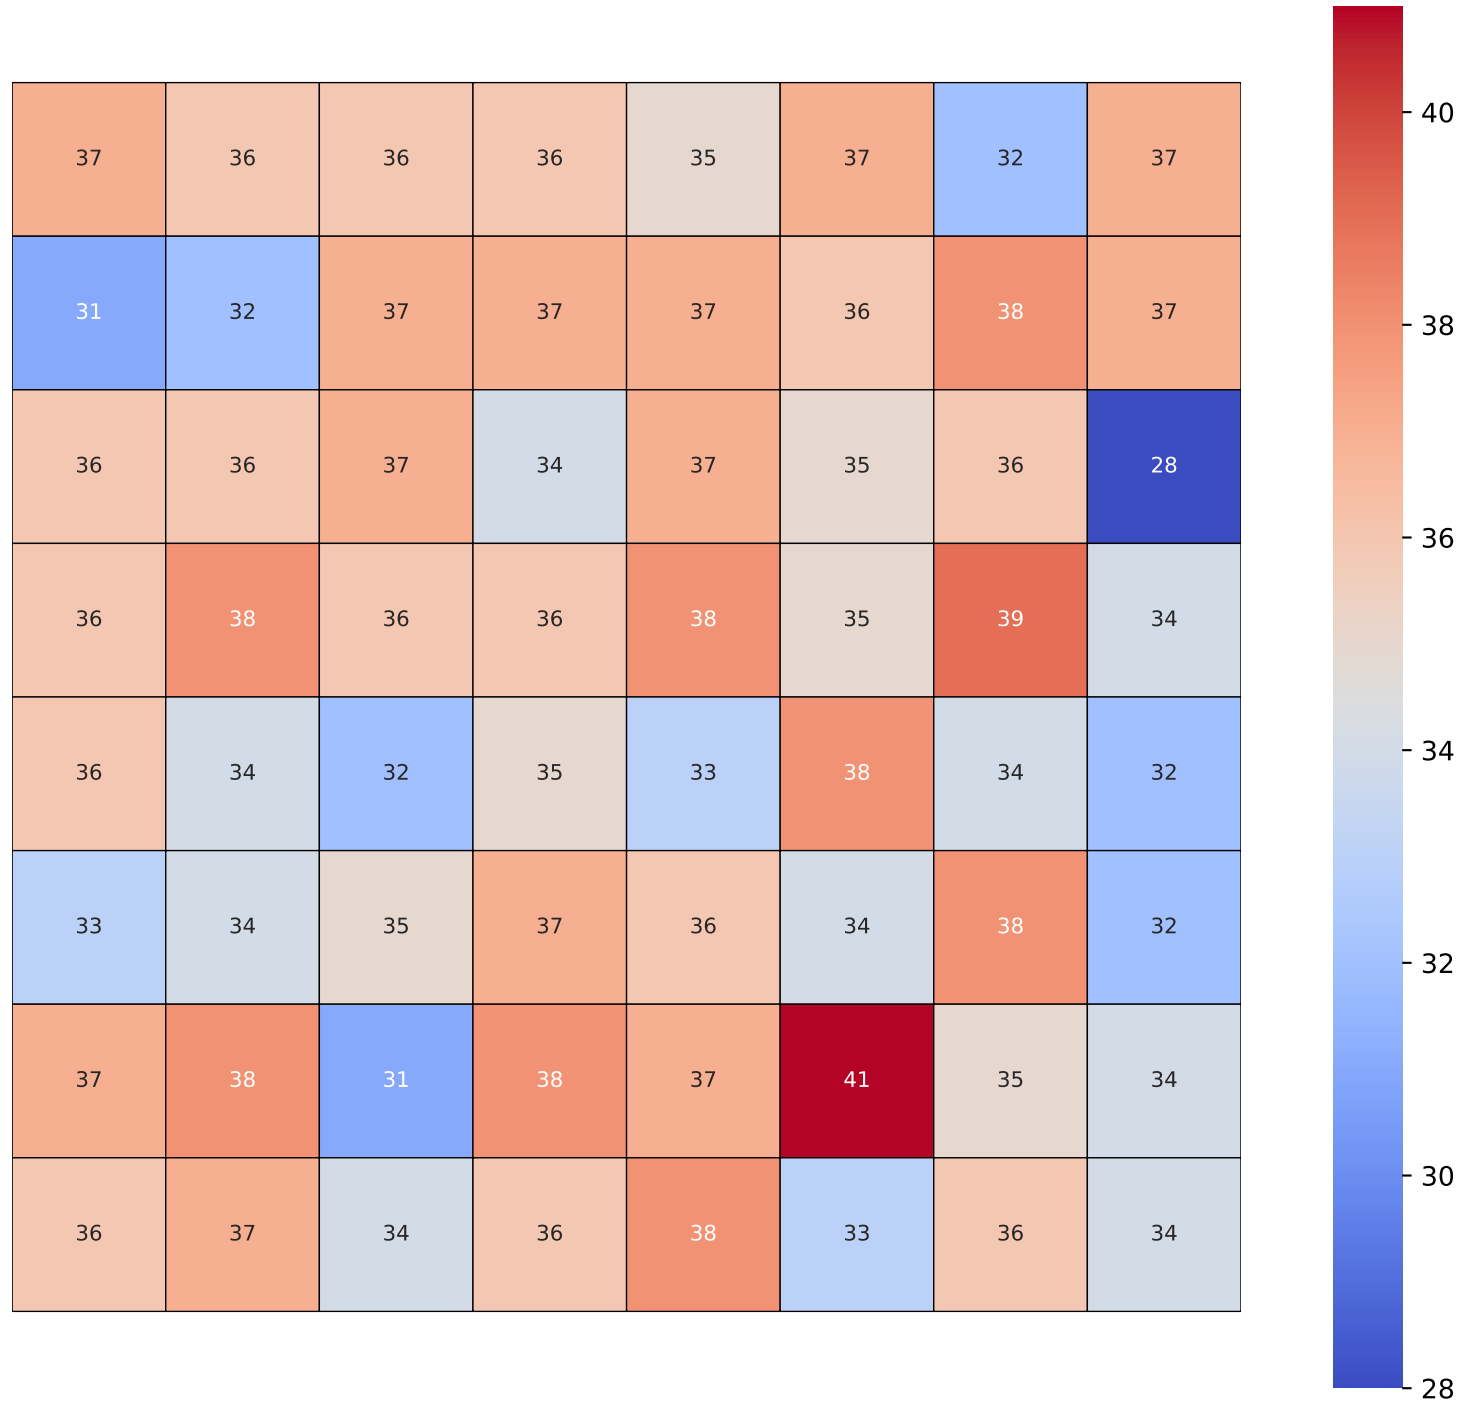 37 36 36 36 35 37 32 37
31 32 37 37 37 36 38 37
36 36 37 34 37 35 36 28
36 38 36 36 38 35 39 34
36 34 32 35 33 38 34 32
33 34 35 37 36 34 38 32
37 38 31 38 37 41 35 34
36 37 34 36 38 33 36 34
40
38
36
34
32
30
28